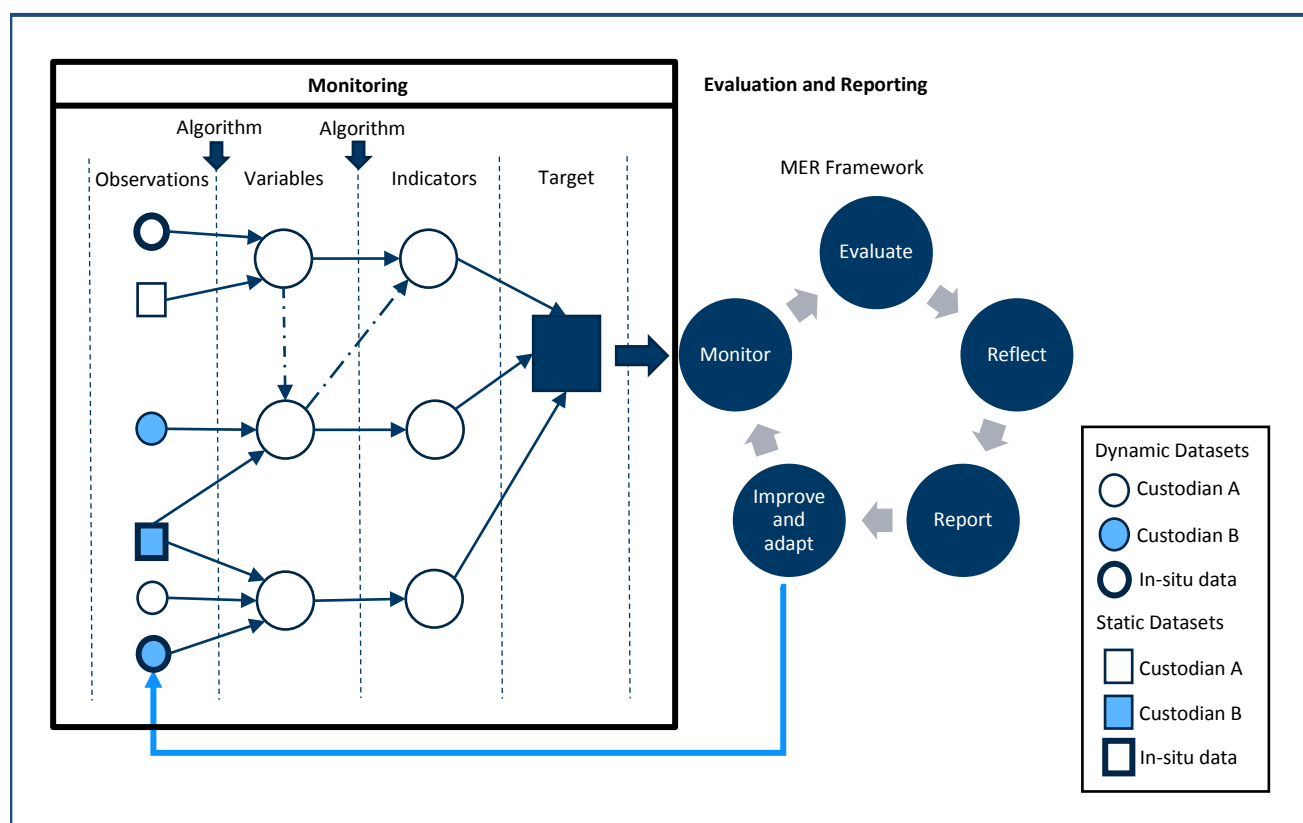 Monitoring
Evaluation and Reporting
Algorithm
Algorithm
Observations
Variables
Indicators
Target
MER Framework
Evaluate
Monitor
Reflect
Improve
and
adapt
Report
Dynamic Datasets
Custodian A
Custodian B
In-situ data
Static Datasets
Custodian A
Custodian B
In-situ data